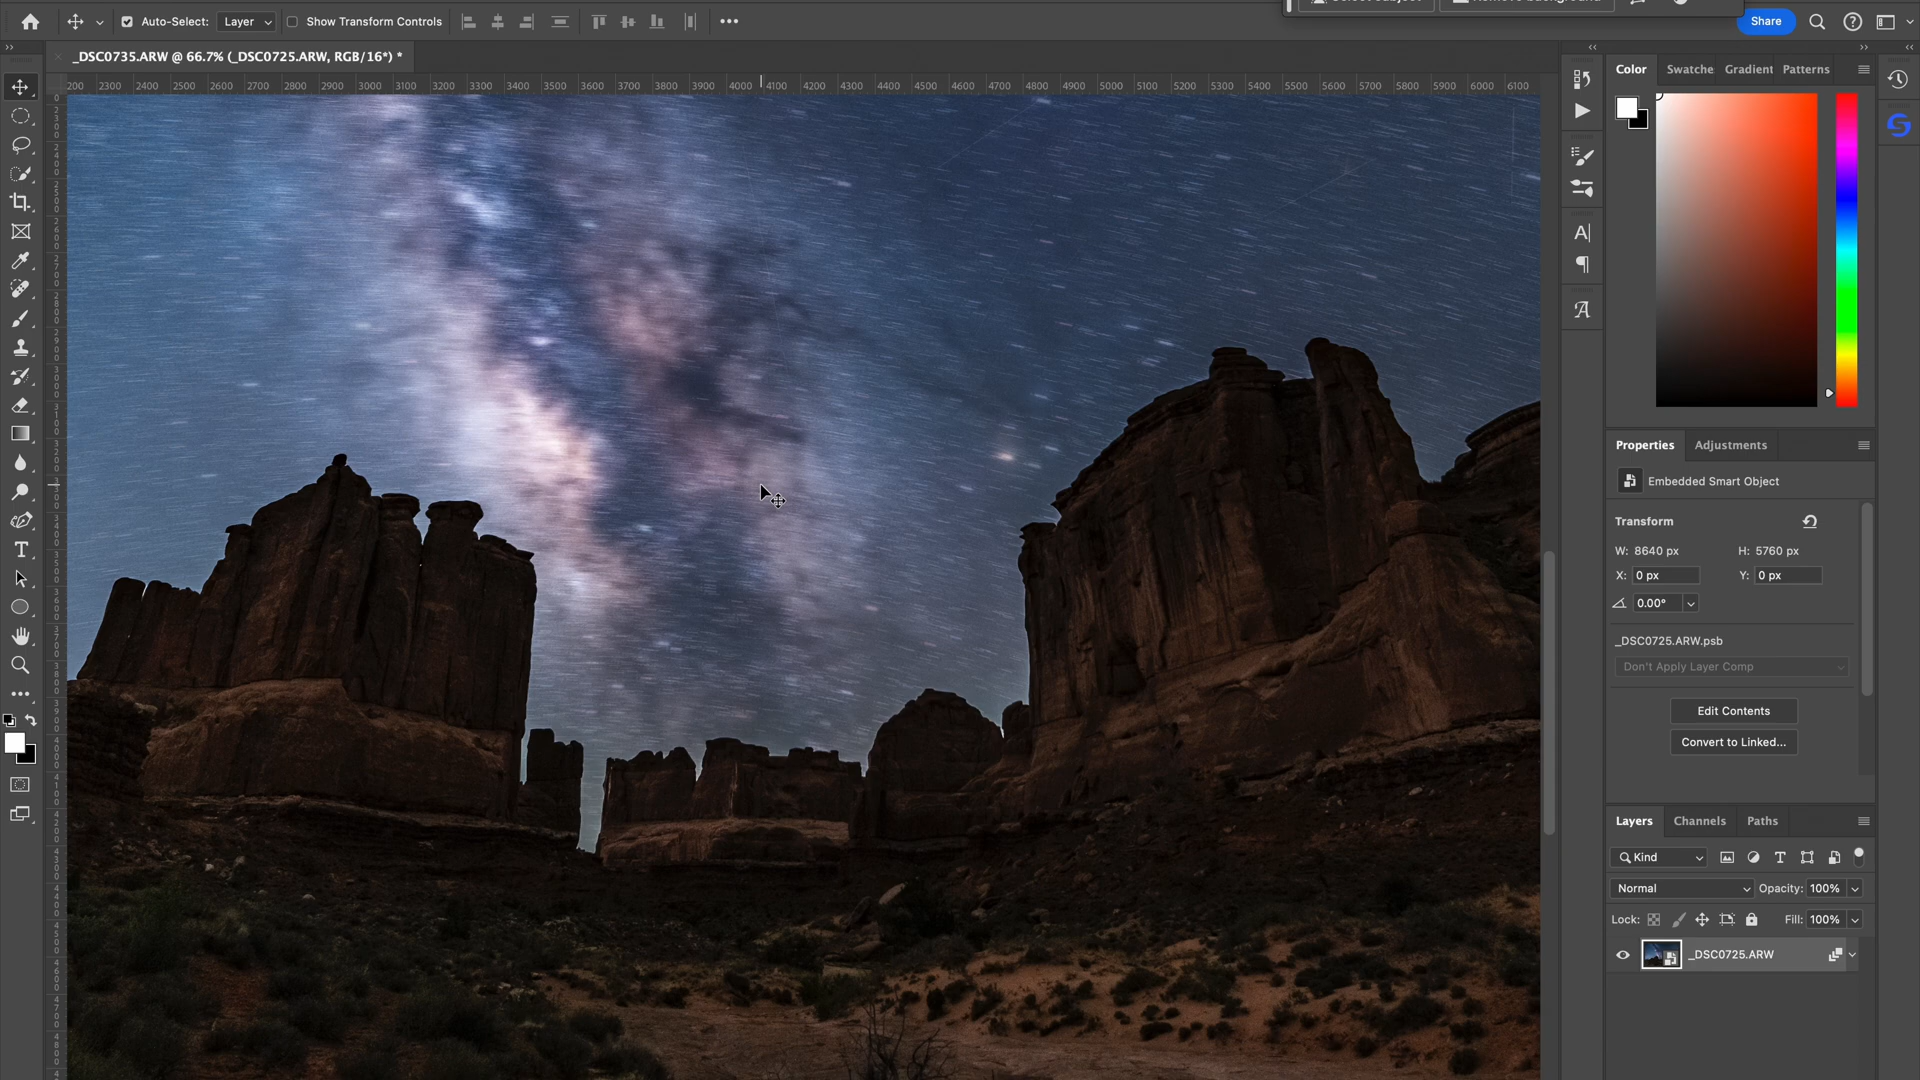 Auto-Select: Layer Show Transform Controls
Share
_DSC0735.ARW @ 66.7% (_DSC0725.ARW, RGB/16*) *
200 2300 2400 2500 2600 2700 2800 2900 3000 3100 3200 3300 3400 3500 3600 3700 3800 3900 4000 4100 4200 4300 4400 4500 4600 4700 4800 4900 5000 5100 5200 5300 5400 5500 5600 5700 5800 5900 6000 6100
Color Swatche Gradient Patterns
Properties Adjustments
Embedded Smart Object
Transform
W: 8640 px H: 5760 px
X: 0 px Y: 0 px
0.00°
_DSC0725.ARW.psb
Don't Apply Layer Comp
Edit Contents
Convert to Linked...
Layers Channels Paths
Kind
Normal Opacity: 100%
Lock: Fill: 100%
_DSC0725.ARW